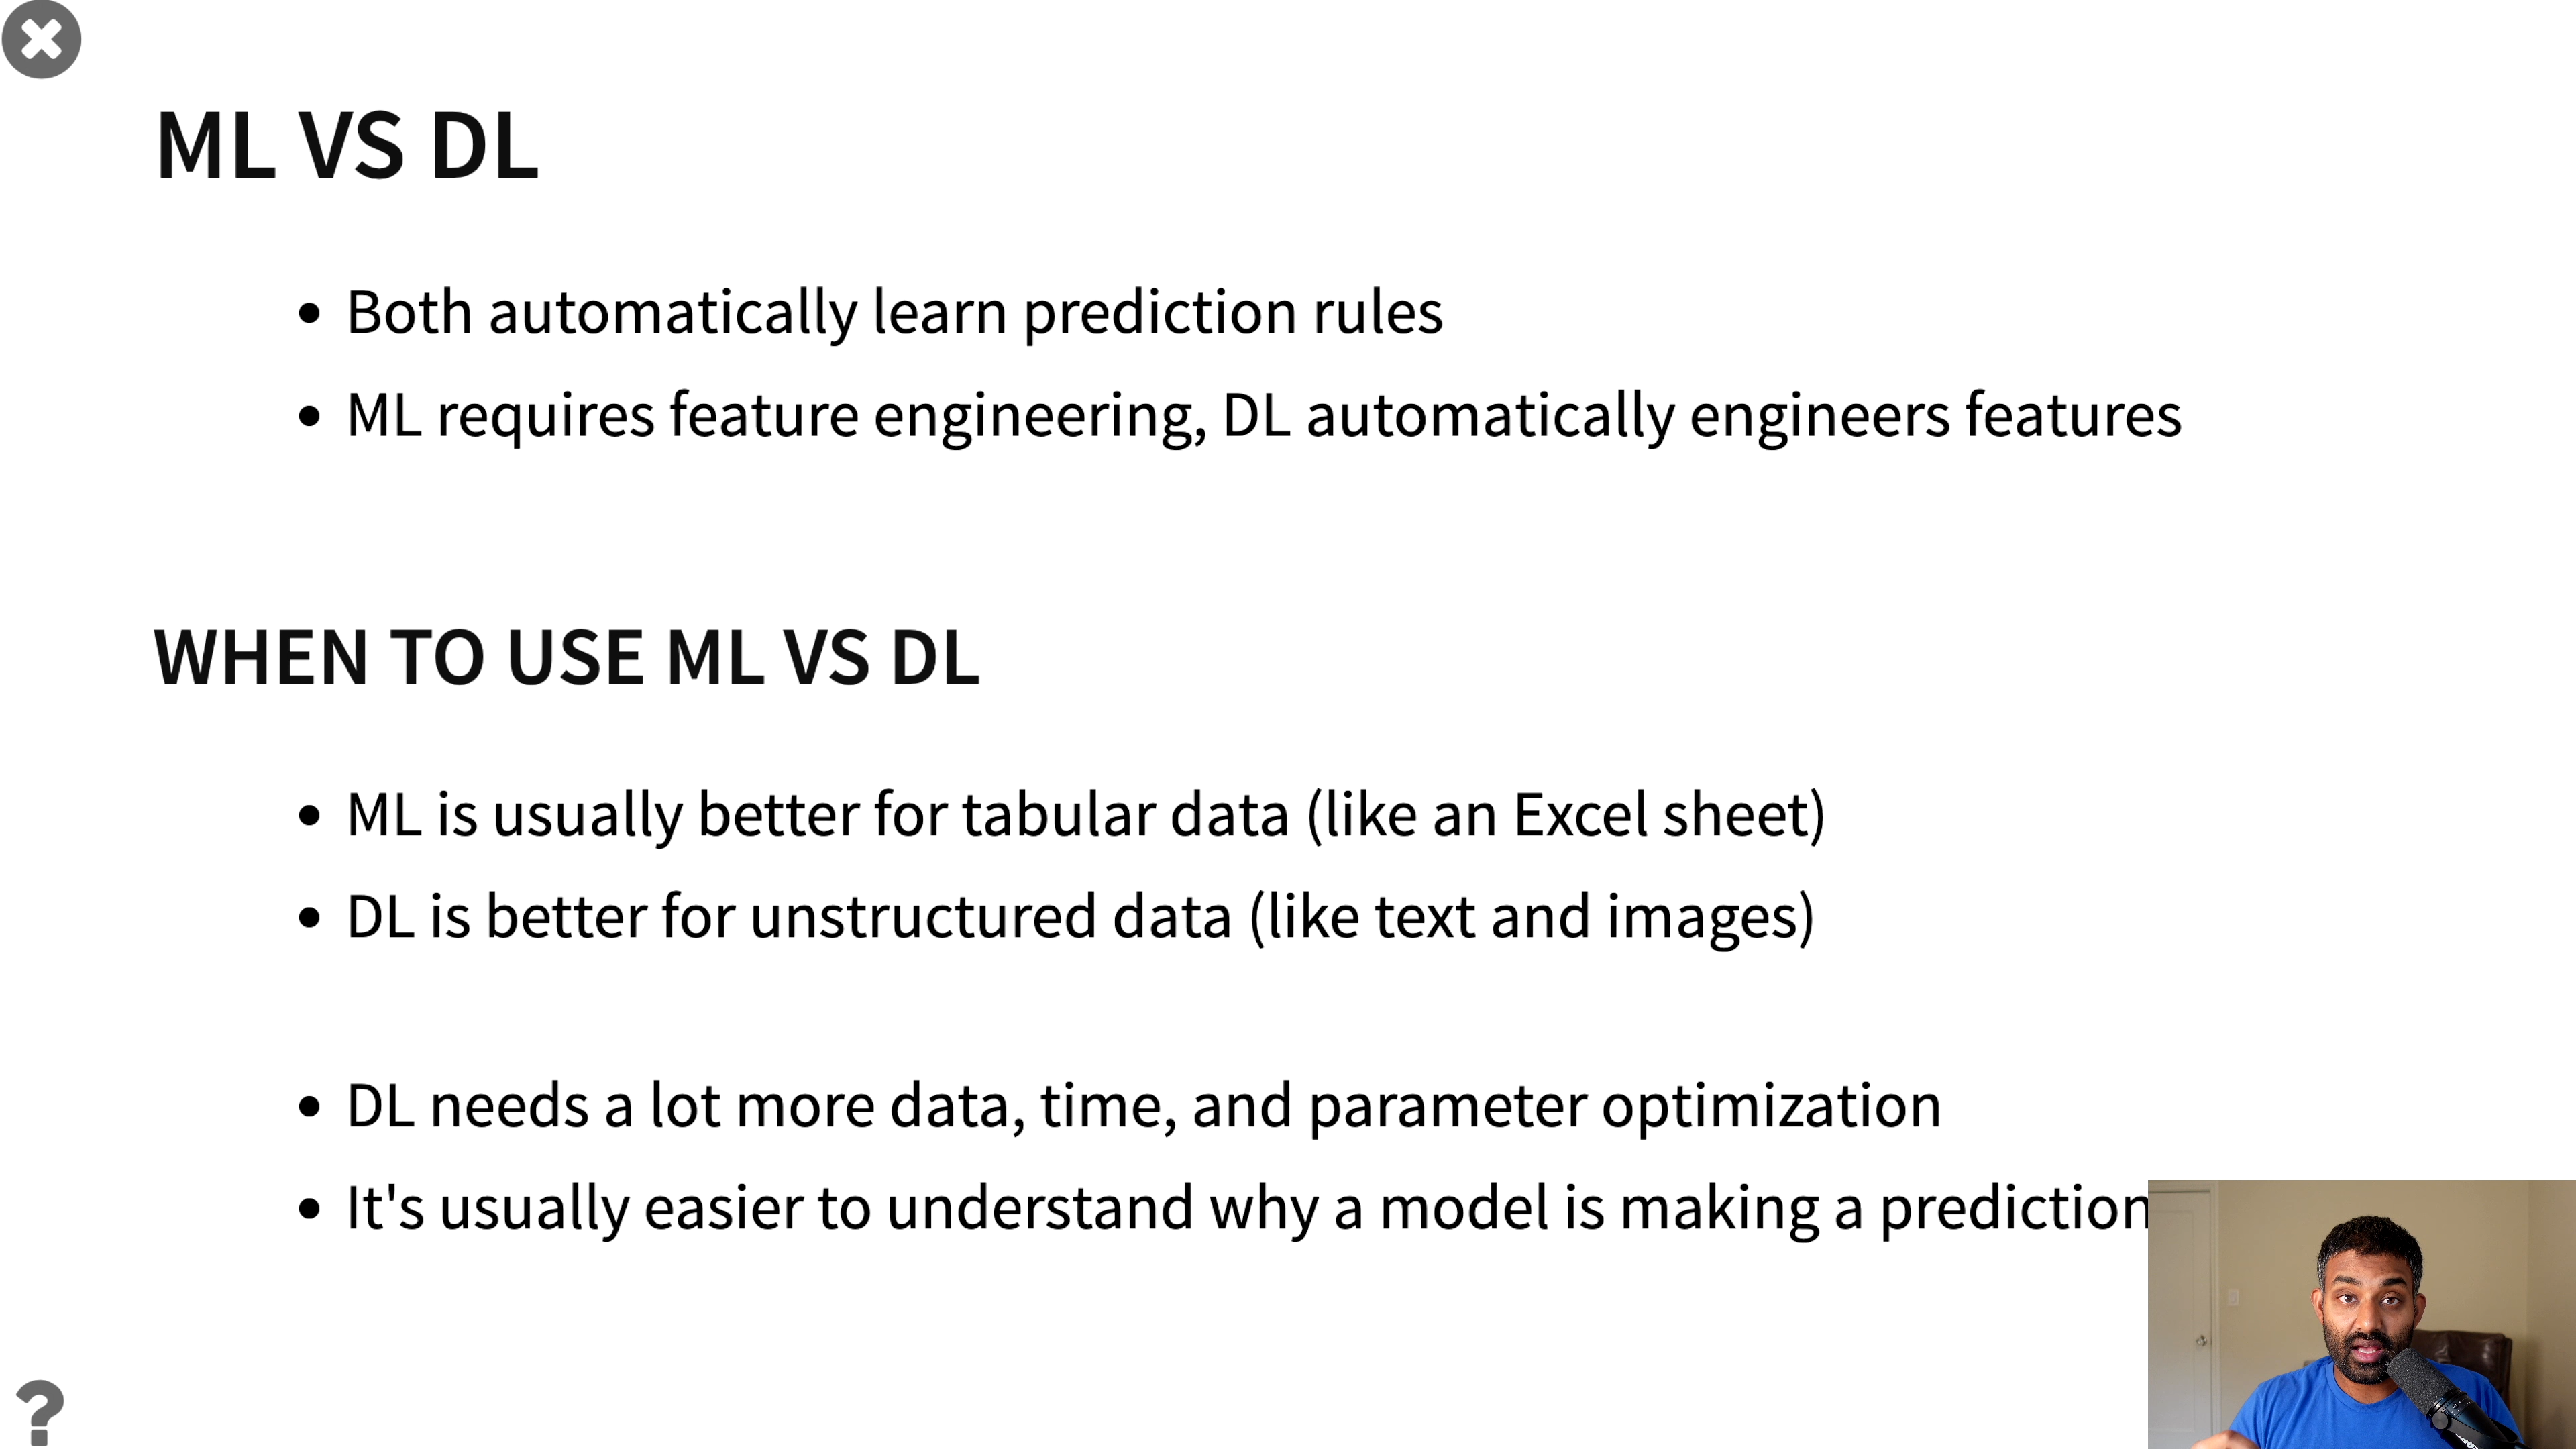 ML VS DL
Both automatically learn prediction rules
ML requires feature engineering, DL automatically engineers features
WHEN TO USE ML VS DL
ML is usually better for tabular data (like an Excel sheet)
DL is better for unstructured data (like text and images)
DL needs a lot more data, time, and parameter optimization
It's usually easier to understand why a model is making a prediction
?